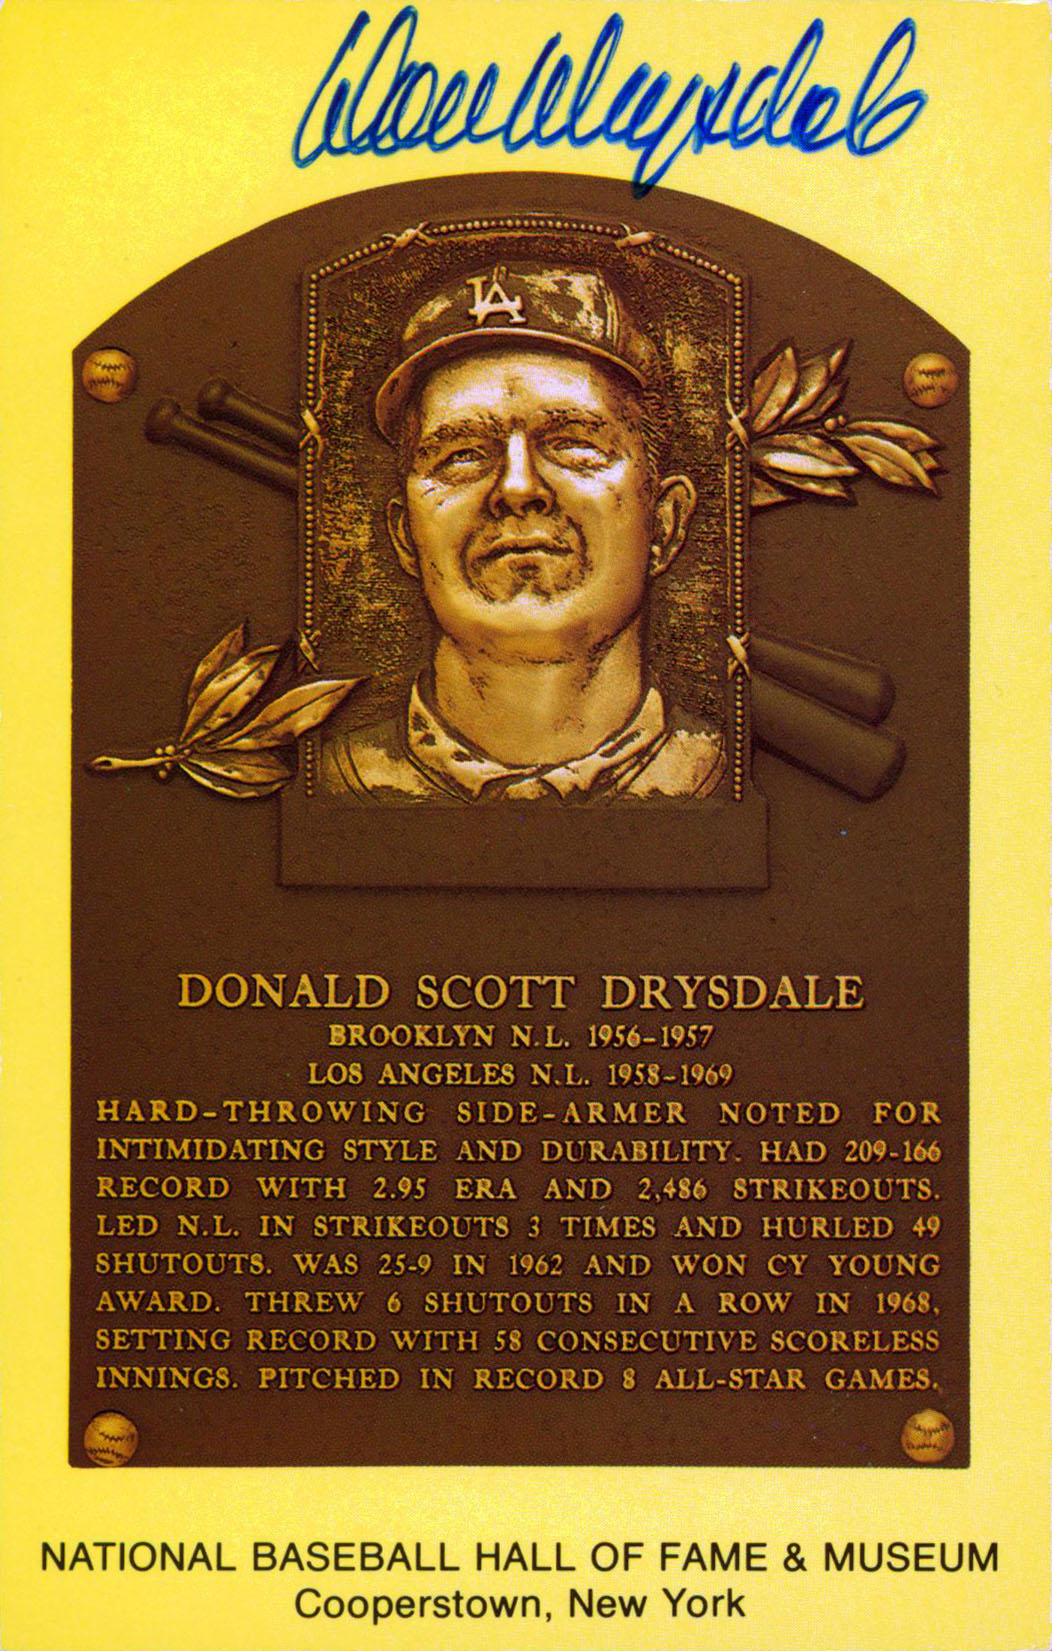 Don Drysdale
LA
DONALD SCOTT DRYSDALE
BROOKLYN N.L. 1956-1957
LOS ANGELES N.L. 1958-1969
HARD-THROWING SIDE-ARMER NOTED FOR
INTIMIDATING STYLE AND DURABILITY. HAD 209-166
RECORD WITH 2.95 ERA AND 2,486 STRIKEOUTS.
LED N.L. IN STRIKEOUTS 3 TIMES AND HURLED 49
SHUTOUTS. WAS 25-9 IN 1962 AND WON CY YOUNG
AWARD. THREW 6 SHUTOUTS IN A ROW IN 1968,
SETTING RECORD WITH 58 CONSECUTIVE SCORELESS
INNINGS. PITCHED IN RECORD 8 ALL-STAR GAMES.
NATIONAL BASEBALL HALL OF FAME & MUSEUM
Cooperstown, New York